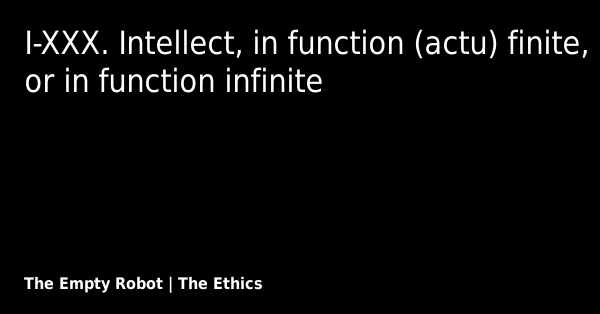 I-XXX. Intellect, in function (actu) finite,
or in function infinite
The Empty Robot | The Ethics